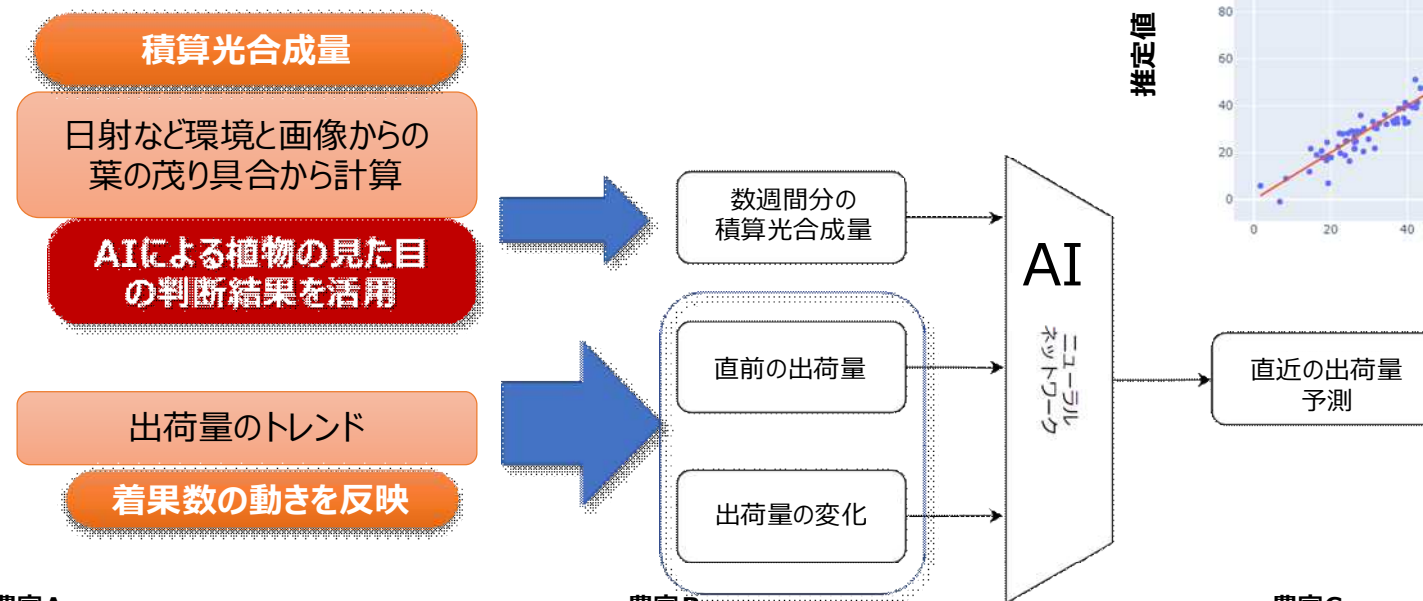 積算光合成量
日射など環境と画像からの
葉の茂り具合から計算
AIによる植物の見た目
の判断結果を活用
出荷量のトレンド
着果数の動きを反映
数週間分の
積算光合成量
直前の出荷量
出荷量の変化
AI
ニューラル
ネットワーク
直近の出荷量
予測
推定値
80
60
40
20
0
0
20
40